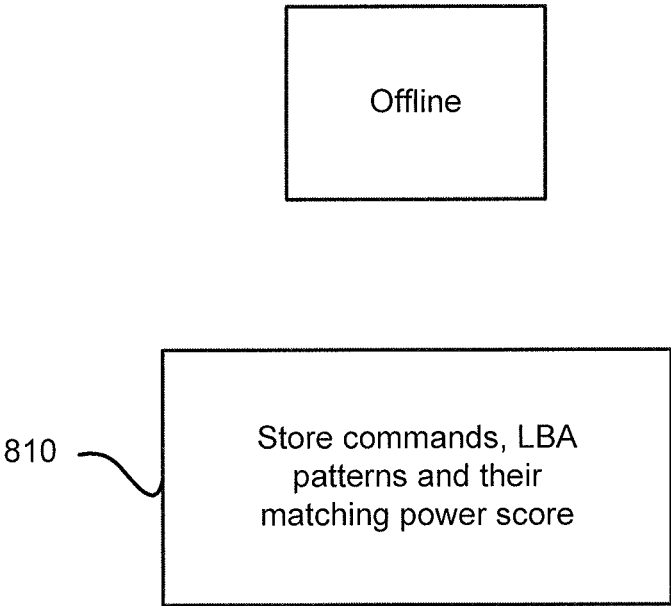 Offline
810
Store commands, LBA
patterns and their
matching power score